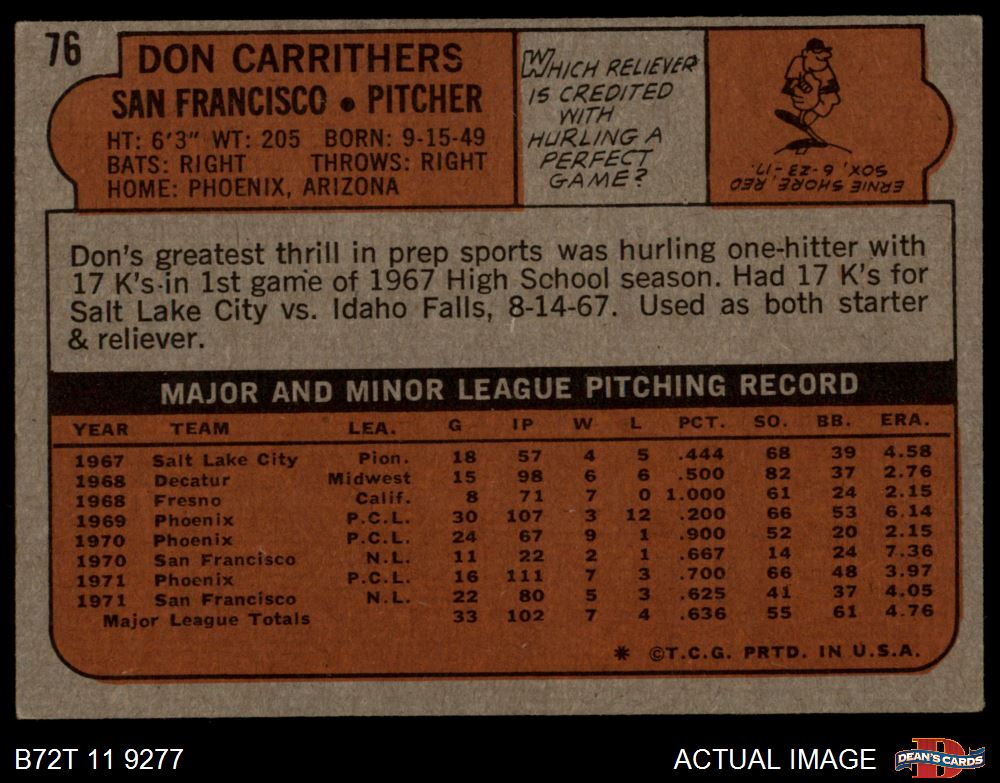 76
DON CARRITHERS
SAN FRANCISCO • PITCHER
HT: 6'3" WT: 205 BORN: 9-15-49
BATS: RIGHT THROWS: RIGHT
HOME: PHOENIX, ARIZONA
WHICH RELIEVER
IS CREDITED
WITH
HURLING A
PERFECT
GAME?
ERNIE SHORE, RED
SOX, 6-23-17.
Don's greatest thrill in prep sports was hurling one-hitter with
17 K's in 1st game of 1967 High School season. Had 17 K's for
Salt Lake City vs. Idaho Falls, 8-14-67. Used as both starter
& reliever.
MAJOR AND MINOR LEAGUE PITCHING RECORD
YEAR TEAM LEA. G IP W L PCT. SO. BB. ERA.
1967 Salt Lake City Pion. 18 57 4 5 .444 68 39 4.58
1968 Decatur Midwest 15 98 6 6 .500 82 37 2.76
1968 Fresno Calif. 8 71 7 0 1.000 61 24 2.15
1969 Phoenix P.C.L. 30 107 3 12 .200 66 53 6.14
1970 Phoenix P.C.L. 24 67 9 1 .900 52 20 2.15
1970 San Francisco N.L. 11 22 2 1 .667 14 24 7.36
1971 Phoenix P.C.L. 16 111 7 3 .700 66 48 3.97
1971 San Francisco N.L. 22 80 5 3 .625 41 37 4.05
Major League Totals 33 102 7 4 .636 55 61 4.76
* ©T.C.G. PRTD. IN U.S.A.
B72T 11 9277
ACTUAL IMAGE
DEAN'S CARDS